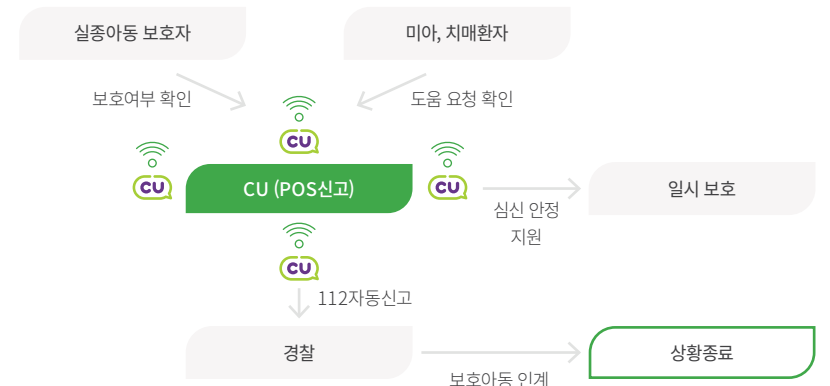 실종아동 보호자
미아, 치매환자
보호여부 확인
도움 요청 확인
CU
CU
CU (POS신고)
CU
일시 보호
심신 안정
지원
CU
112자동신고
경찰
상황종료
보호아동 인계